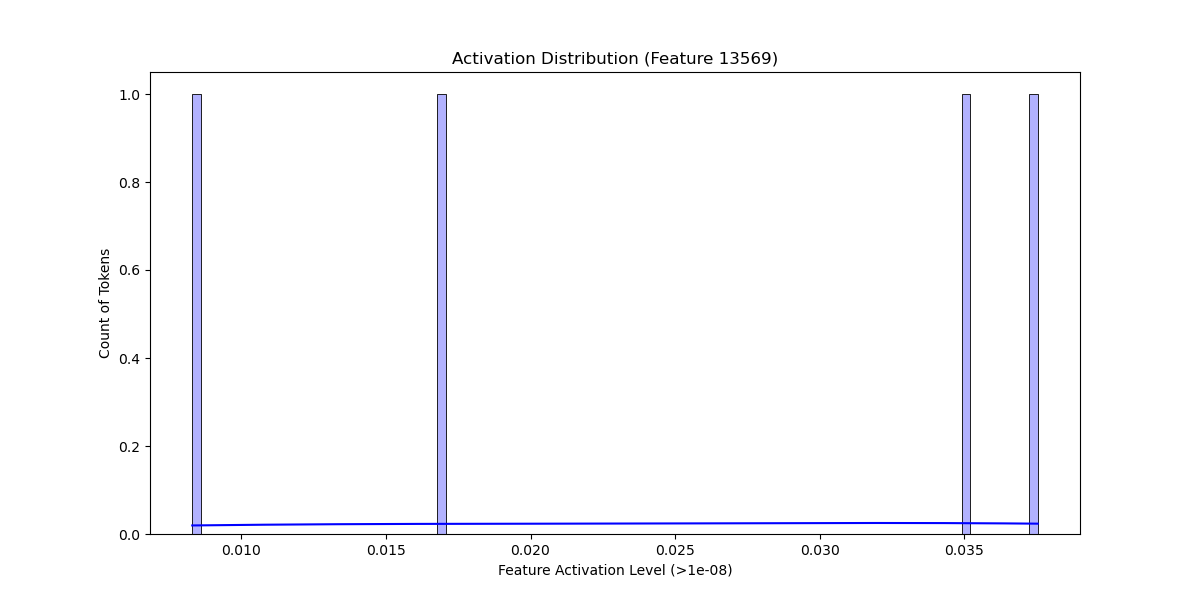 Activation Distribution (Feature 13569)
1.0
0.8
0.6
0.4
0.2
0.0
Count of Tokens
0.010 0.015 0.020 0.025 0.030 0.035
Feature Activation Level (>1e-08)